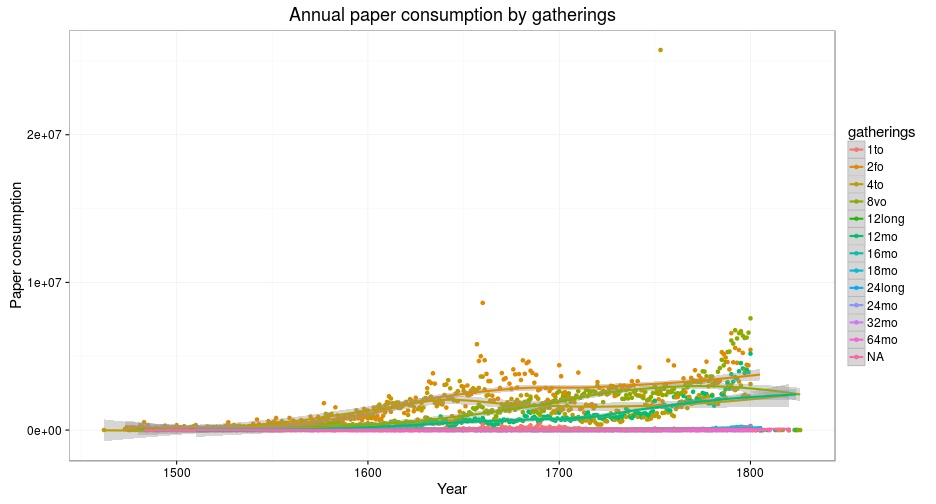 Annual paper consumption by gatherings
Paper consumption
2e+07
1e+07
0e+00
1500
1600
1700
1800
Year
gatherings
1to
2fo
4to
8vo
12long
12mo
16mo
18mo
24long
24mo
32mo
64mo
NA